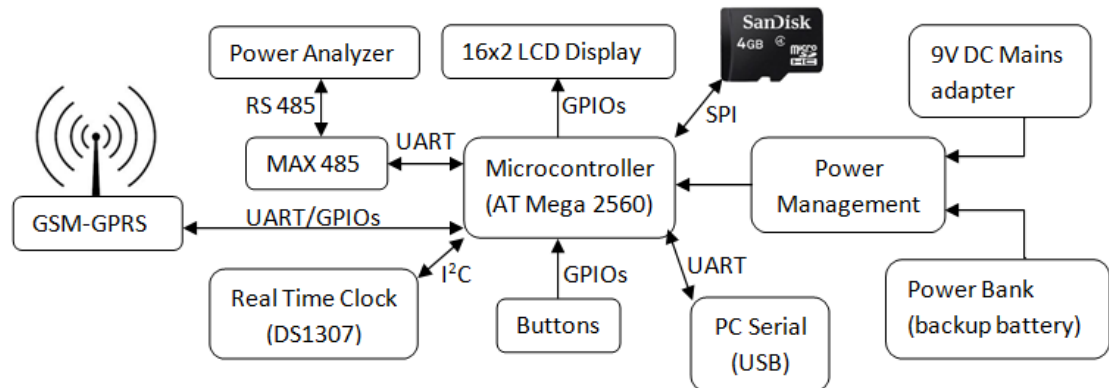 Power Analyzer
16x2 LCD Display
SanDisk
4GB
4
micro
SD
HC
9V DC Mains
adapter
RS 485
GPIOs
SPI
MAX 485
UART
Microcontroller
(AT Mega 2560)
Power
Management
GSM-GPRS
UART/GPIOs
I²C
GPIOs
UART
Real Time Clock
(DS1307)
Buttons
PC Serial
(USB)
Power Bank
(backup battery)